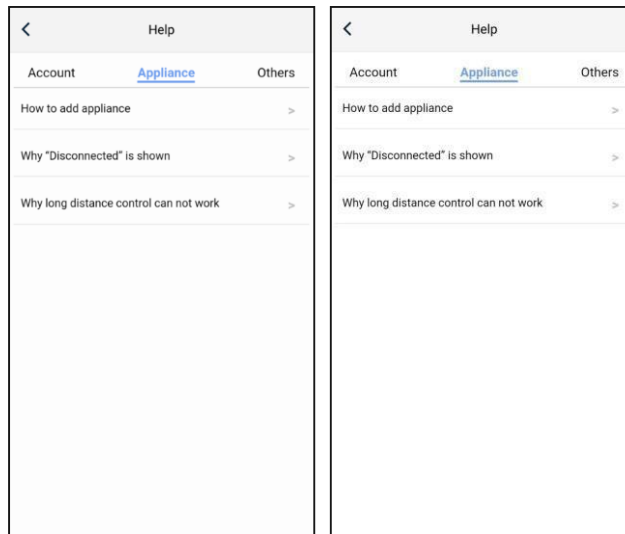 Help
Account Appliance Others
How to add appliance >
Why “Disconnected” is shown >
Why long distance control can not work >
Help
Account Appliance Others
How to add appliance >
Why “Disconnected” is shown >
Why long distance control can not work >